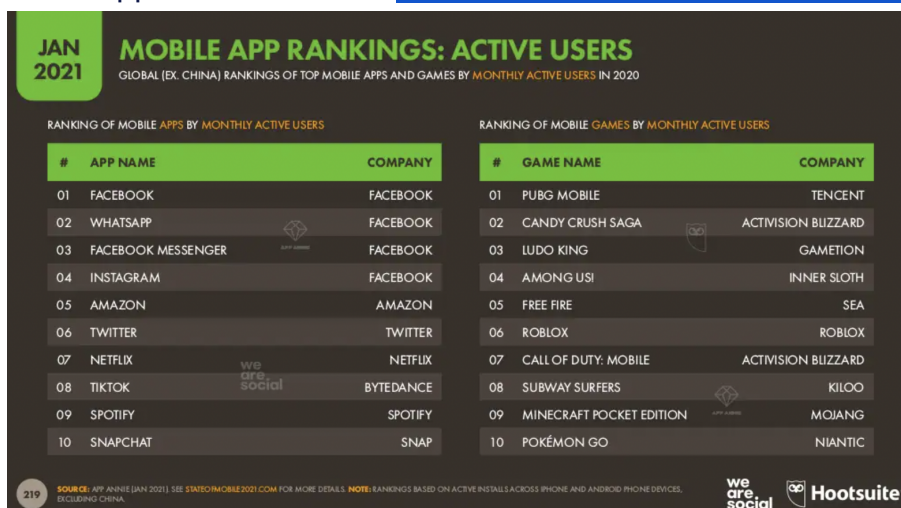 JAN
2021
MOBILE APP RANKINGS: ACTIVE USERS
GLOBAL (EX. CHINA) RANKINGS OF TOP MOBILE APPS AND GAMES BY MONTHLY ACTIVE USERS IN 2020
RANKING OF MOBILE APPS BY MONTHLY ACTIVE USERS
# APP NAME COMPANY
01 FACEBOOK FACEBOOK
02 WHATSAPP FACEBOOK
03 FACEBOOK MESSENGER FACEBOOK
04 INSTAGRAM FACEBOOK
05 AMAZON AMAZON
06 TWITTER TWITTER
07 NETFLIX NETFLIX
08 TIKTOK BYTEDANCE
09 SPOTIFY SPOTIFY
10 SNAPCHAT SNAP
APP ANNIE
we
are
social
RANKING OF MOBILE GAMES BY MONTHLY ACTIVE USERS
# GAME NAME COMPANY
01 PUBG MOBILE TENCENT
02 CANDY CRUSH SAGA ACTIVISION BLIZZARD
03 LUDO KING GAMETION
04 AMONG US! INNER SLOTH
05 FREE FIRE SEA
06 ROBLOX ROBLOX
07 CALL OF DUTY: MOBILE ACTIVISION BLIZZARD
08 SUBWAY SURFERS KILOO
09 MINECRAFT POCKET EDITION MOJANG
10 POKÉMON GO NIANTIC
APP ANNIE
219
SOURCE: APP ANNIE (JAN 2021). SEE STATEOFMOBILE2021.COM FOR MORE DETAILS. NOTE: RANKINGS BASED ON ACTIVE INSTALLS ACROSS IPHONE AND ANDROID PHONE DEVICES,
EXCLUDING CHINA.
we
are
social
Hootsuite